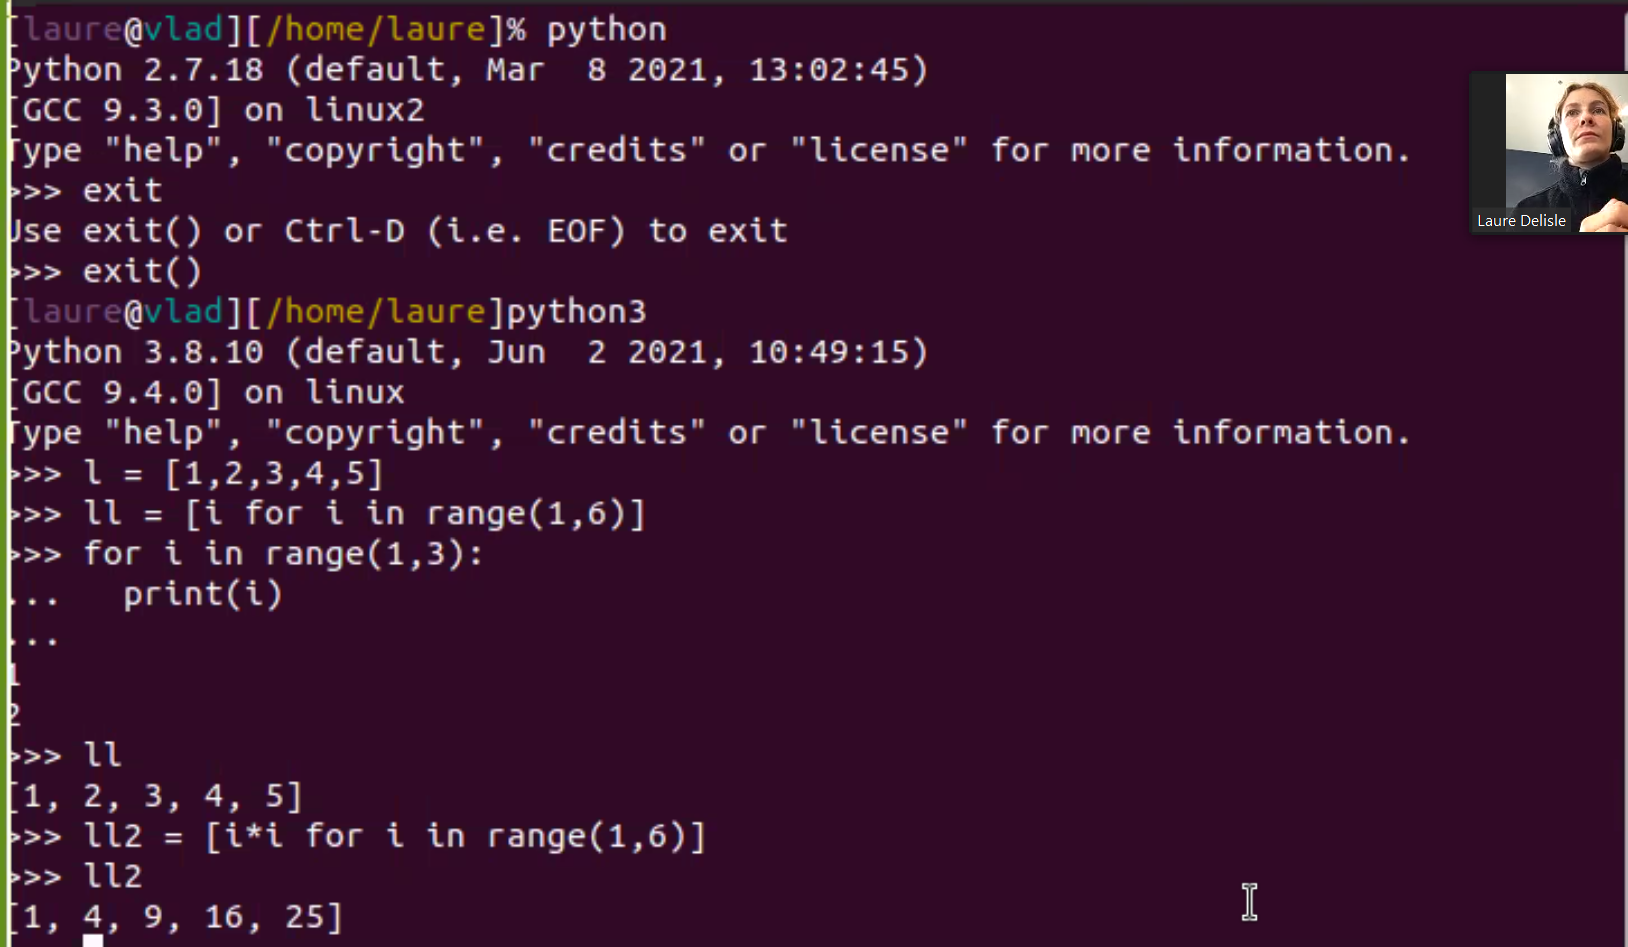 [laure@vlad][/home/laure]% python
Python 2.7.18 (default, Mar  8 2021, 13:02:45)
[GCC 9.3.0] on linux2
Type "help", "copyright", "credits" or "license" for more information.
>>> exit
Use exit() or Ctrl-D (i.e. EOF) to exit
>>> exit()
[laure@vlad][/home/laure]python3
Python 3.8.10 (default, Jun  2 2021, 10:49:15)
[GCC 9.4.0] on linux
Type "help", "copyright", "credits" or "license" for more information.
>>> l = [1,2,3,4,5]
>>> ll = [i for i in range(1,6)]
>>> for i in range(1,3):
...   print(i)
...
1
2
>>> ll
[1, 2, 3, 4, 5]
>>> ll2 = [i*i for i in range(1,6)]
>>> ll2
[1, 4, 9, 16, 25]
Laure Delisle